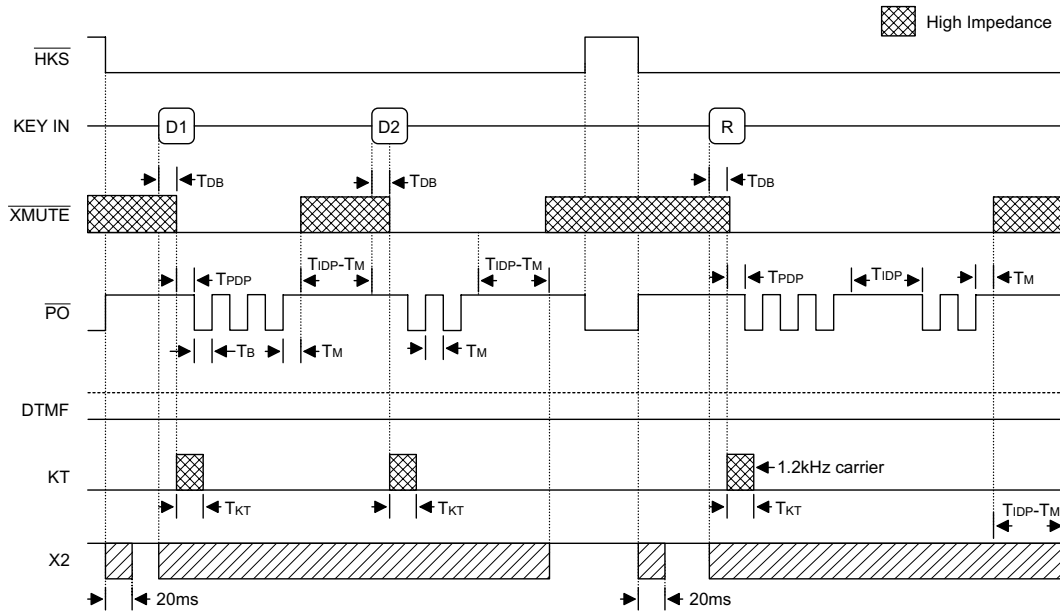 High Impedance
HKS
KEY IN D1 D2 R
TDB TDB TDB
XMUTE
TPDP TIDP-TM TIDP-TM TPDP TIDP TM
PO
TB TM TM
DTMF
KT 1.2kHz carrier
TKT TKT TKT TIDP-TM
X2
20ms 20ms